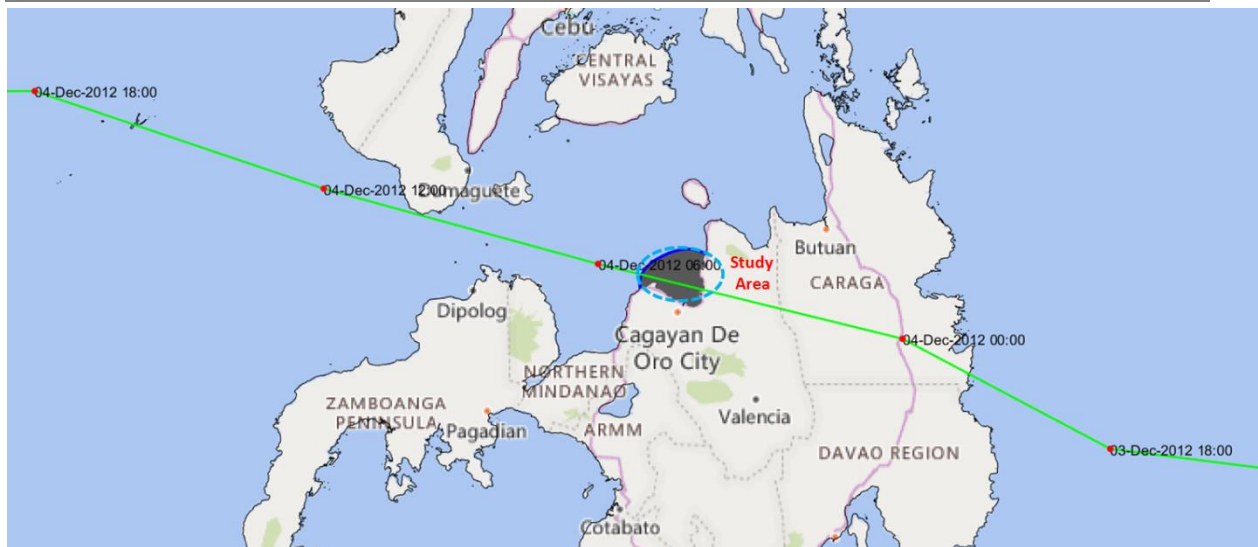 Cebu
CENTRAL
VISAYAS
04-Dec-2012 18:00
04-Dec-2012 12:00
Dumaguete
Butuan
04-Dec-2012 06:00
Study
Area
CARAGA
Dipolog
Cagayan De
Oro City
04-Dec-2012 00:00
NORTHERN
MINDANAO
ZAMBOANGA
PENINSULA
Pagadian
ARMM
Valencia
DAVAO REGION
03-Dec-2012 18:00
Cotabato